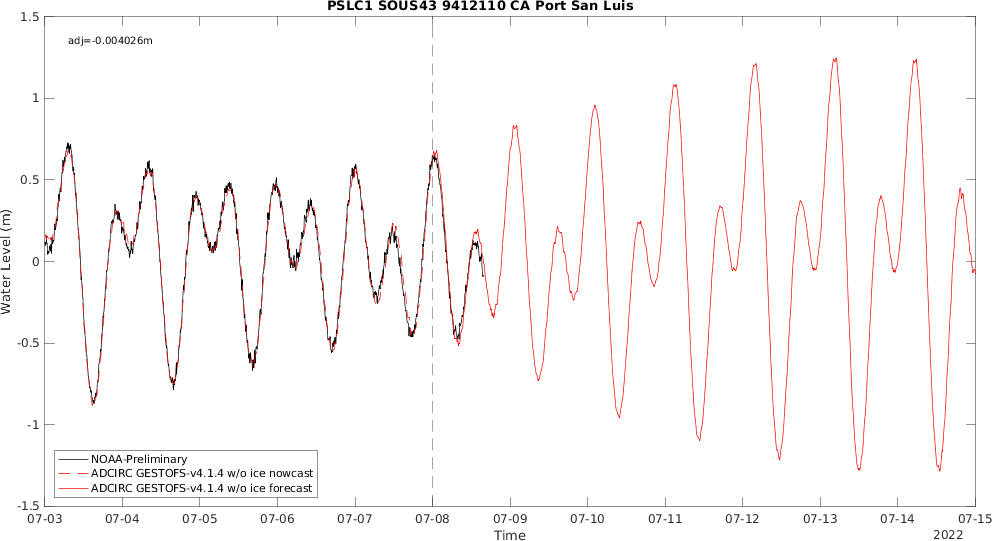 PSLC1 SOUS43 9412110 CA Port San Luis
1.5
adj=-0.004026m
1
0.5
0
-0.5
-1
-1.5
Water Level (m)
NOAA-Preliminary
ADCIRC GESTOFS-v4.1.4 w/o ice nowcast
ADCIRC GESTOFS-v4.1.4 w/o ice forecast
07-03 07-04 07-05 07-06 07-07 07-08 07-09 07-10 07-11 07-12 07-13 07-14 07-15
Time
2022